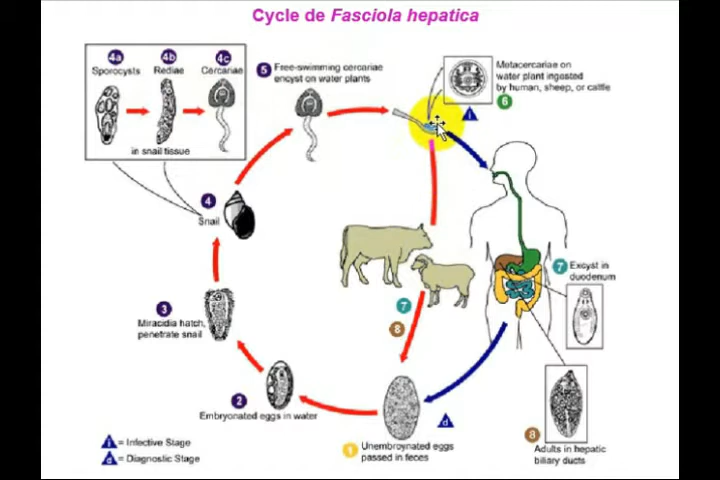 Cycle de Fasciola hepatica
4a
4b
4c
Sporocysts
Rediae
Cercariae
in snail tissue
5
Free-swimming cercariae
encyst on water plants
Metacercariae on
water plant ingested
by human, sheep, or cattle
6
i
4
Snail
7
Excyst in
duodenum
3
Miracidia hatch,
penetrate snail
7
8
2
Embryonated eggs in water
1
Unembroynated eggs
passed in feces
d
8
Adults in hepatic
biliary ducts
i = Infective Stage
d = Diagnostic Stage